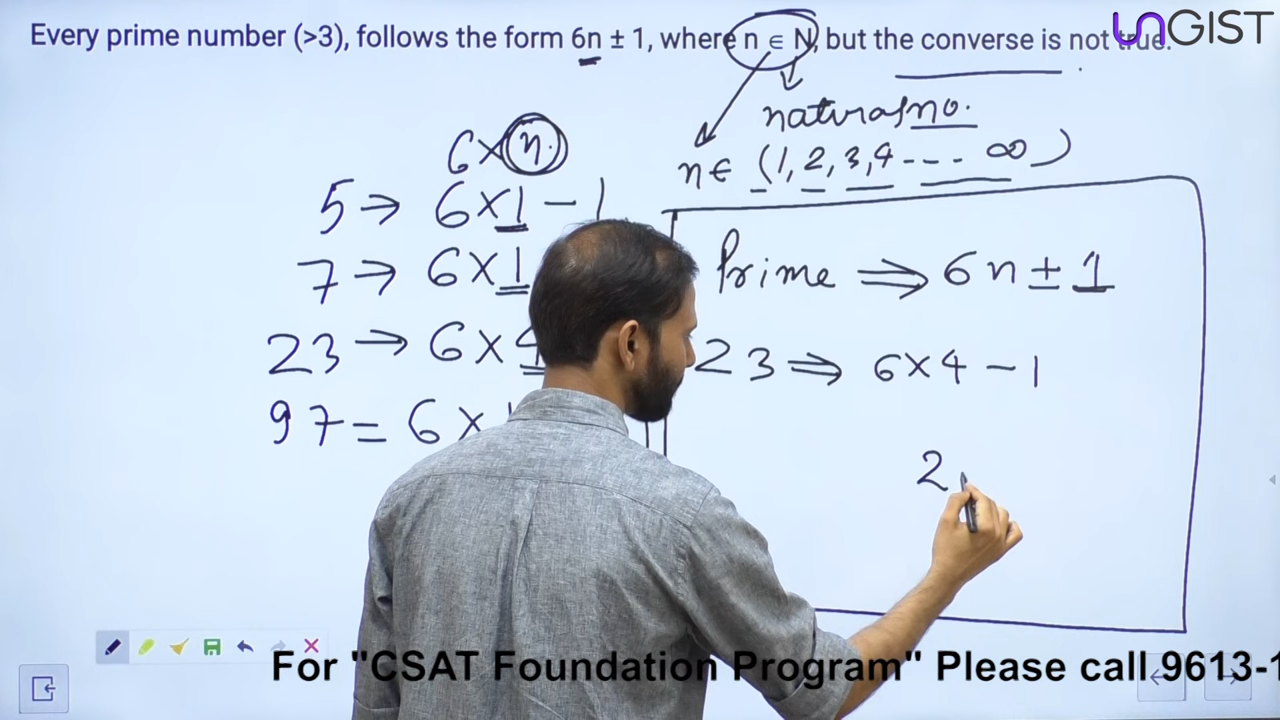 UNGIST
Every prime number (>3), follows the form 6n ± 1, where n ∈ N, but the converse is not true.
natural no.
n ∈ (1, 2, 3, 4 ---- ∞)
6 × n
5 → 6 × 1 - 1
7 → 6 × 1
23 → 6 × 4
97 = 6 ×
Prime ⇒ 6n ± 1
23 ⇒ 6 × 4 - 1
2
For "CSAT Foundation Program" Please call 9613-1